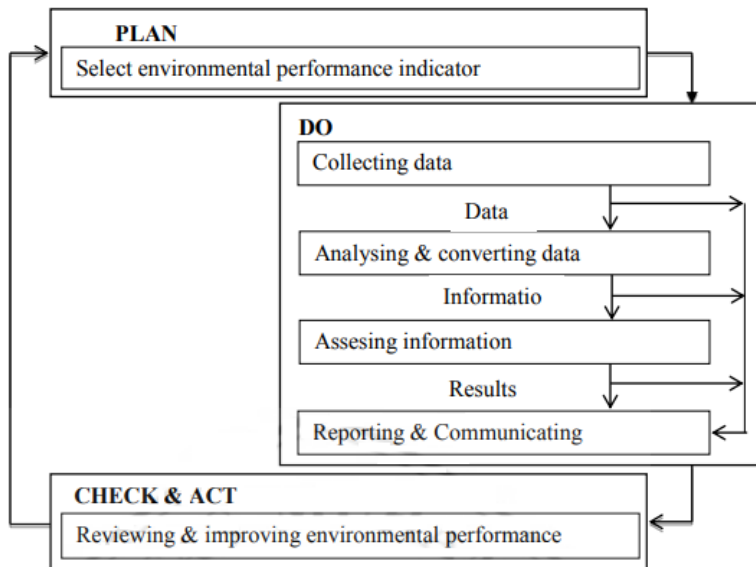 PLAN
Select environmental performance indicator
DO
Collecting data
Data
Analysing & converting data
Informatio
Assesing information
Results
Reporting & Communicating
CHECK & ACT
Reviewing & improving environmental performance